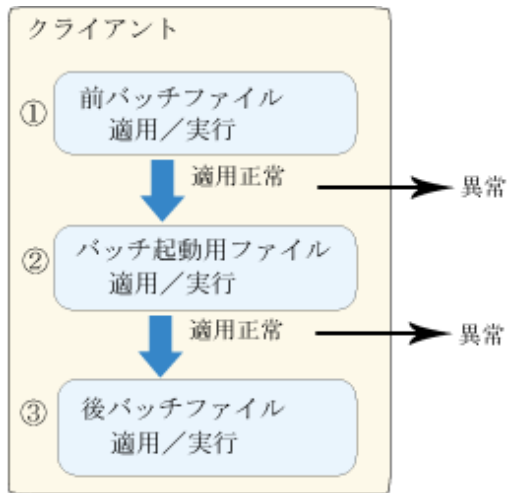 クライアント
① 前バッチファイル
適用／実行
適用正常
異常
② バッチ起動用ファイル
適用／実行
適用正常
異常
③ 後バッチファイル
適用／実行